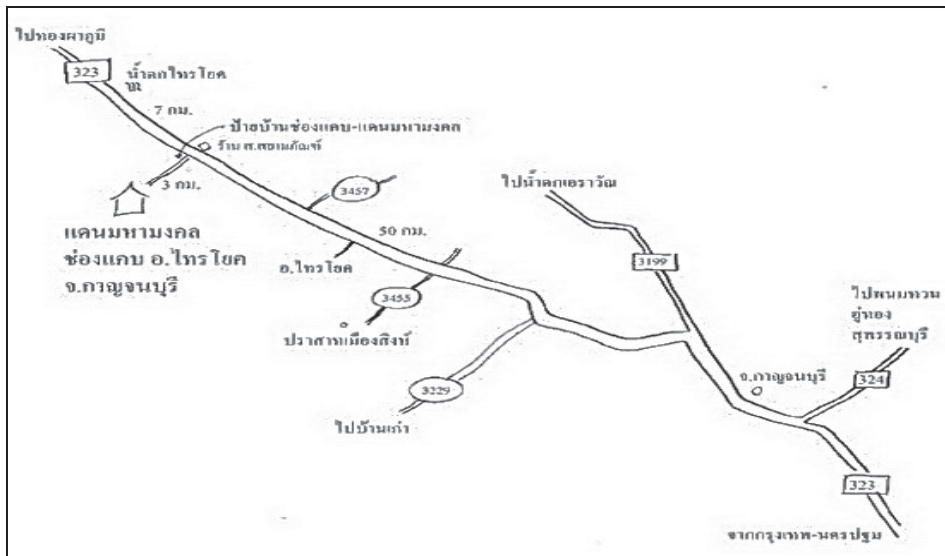 ไปทองผาภูมิ
323
น้ำตกไทรโยค
7 กม.
ป้ายบ้านช่องแคบ-แดนมหามงคล
ร้าน ส.สยามภัณฑ์
3 กม.
3457
ไปน้ำตกเอราวัณ
แดนมหามงคล
ช่องแคบ อ.ไทรโยค
จ.กาญจนบุรี
50 กม.
อ.ไทรโยค
3199
3455
ปราสาทเมืองสิงห์
ไปพนมทวน
อู่ทอง
สุพรรณบุรี
จ.กาญจนบุรี
324
3229
ไปบ้านเก่า
323
จากกรุงเทพ-นครปฐม